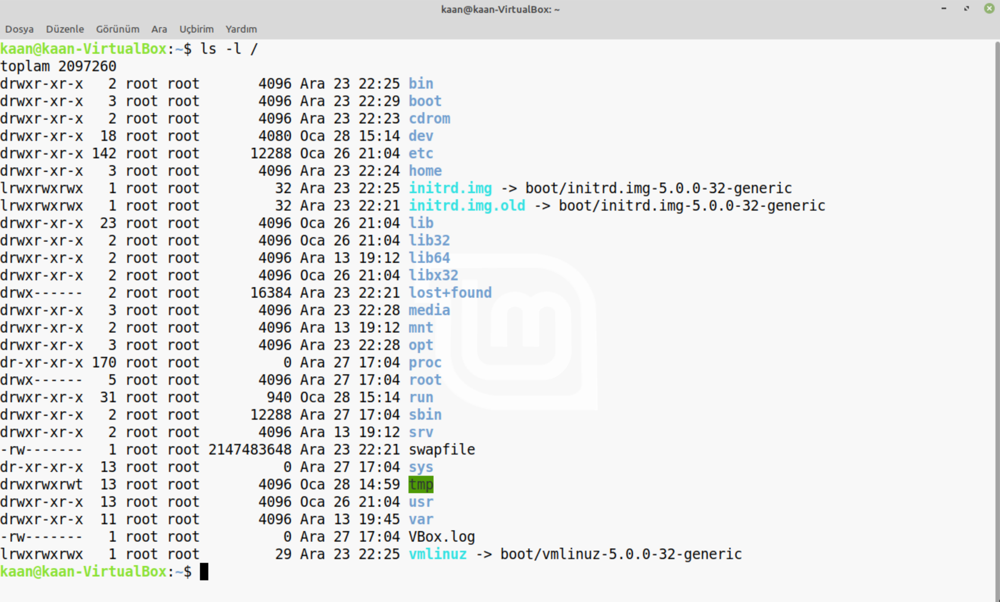 kaan@kaan-VirtualBox: ~
Dosya Düzenle Görünüm Ara Uçbirim Yardım
kaan@kaan-VirtualBox:~$ ls -l /
toplam 2097260
drwxr-xr-x   2 root root       4096 Ara 23 22:25 bin
drwxr-xr-x   3 root root       4096 Ara 23 22:29 boot
drwxr-xr-x   2 root root       4096 Ara 23 22:23 cdrom
drwxr-xr-x  18 root root       4080 Oca 28 15:14 dev
drwxr-xr-x 142 root root      12288 Oca 26 21:04 etc
drwxr-xr-x   3 root root       4096 Ara 23 22:24 home
lrwxrwxrwx   1 root root         32 Ara 23 22:25 initrd.img -> boot/initrd.img-5.0.0-32-generic
lrwxrwxrwx   1 root root         32 Ara 23 22:21 initrd.img.old -> boot/initrd.img-5.0.0-32-generic
drwxr-xr-x  23 root root       4096 Oca 26 21:04 lib
drwxr-xr-x   2 root root       4096 Oca 26 21:04 lib32
drwxr-xr-x   2 root root       4096 Ara 13 19:12 lib64
drwxr-xr-x   2 root root       4096 Oca 26 21:04 libx32
drwx------   2 root root      16384 Ara 23 22:21 lost+found
drwxr-xr-x   3 root root       4096 Ara 23 22:28 media
drwxr-xr-x   2 root root       4096 Ara 13 19:12 mnt
drwxr-xr-x   3 root root       4096 Ara 23 22:28 opt
dr-xr-xr-x 170 root root          0 Ara 27 17:04 proc
drwx------   5 root root       4096 Ara 27 17:04 root
drwxr-xr-x  31 root root        940 Oca 28 15:14 run
drwxr-xr-x   2 root root      12288 Ara 27 17:04 sbin
drwxr-xr-x   2 root root       4096 Ara 13 19:12 srv
-rw-------   1 root root 2147483648 Ara 23 22:21 swapfile
dr-xr-xr-x  13 root root          0 Ara 27 17:04 sys
drwxrwxrwt  13 root root       4096 Oca 28 14:59 tmp
drwxr-xr-x  13 root root       4096 Oca 26 21:04 usr
drwxr-xr-x  11 root root       4096 Ara 13 19:45 var
-rw-------   1 root root          0 Ara 27 17:04 VBox.log
lrwxrwxrwx   1 root root         29 Ara 23 22:25 vmlinuz -> boot/vmlinuz-5.0.0-32-generic
kaan@kaan-VirtualBox:~$